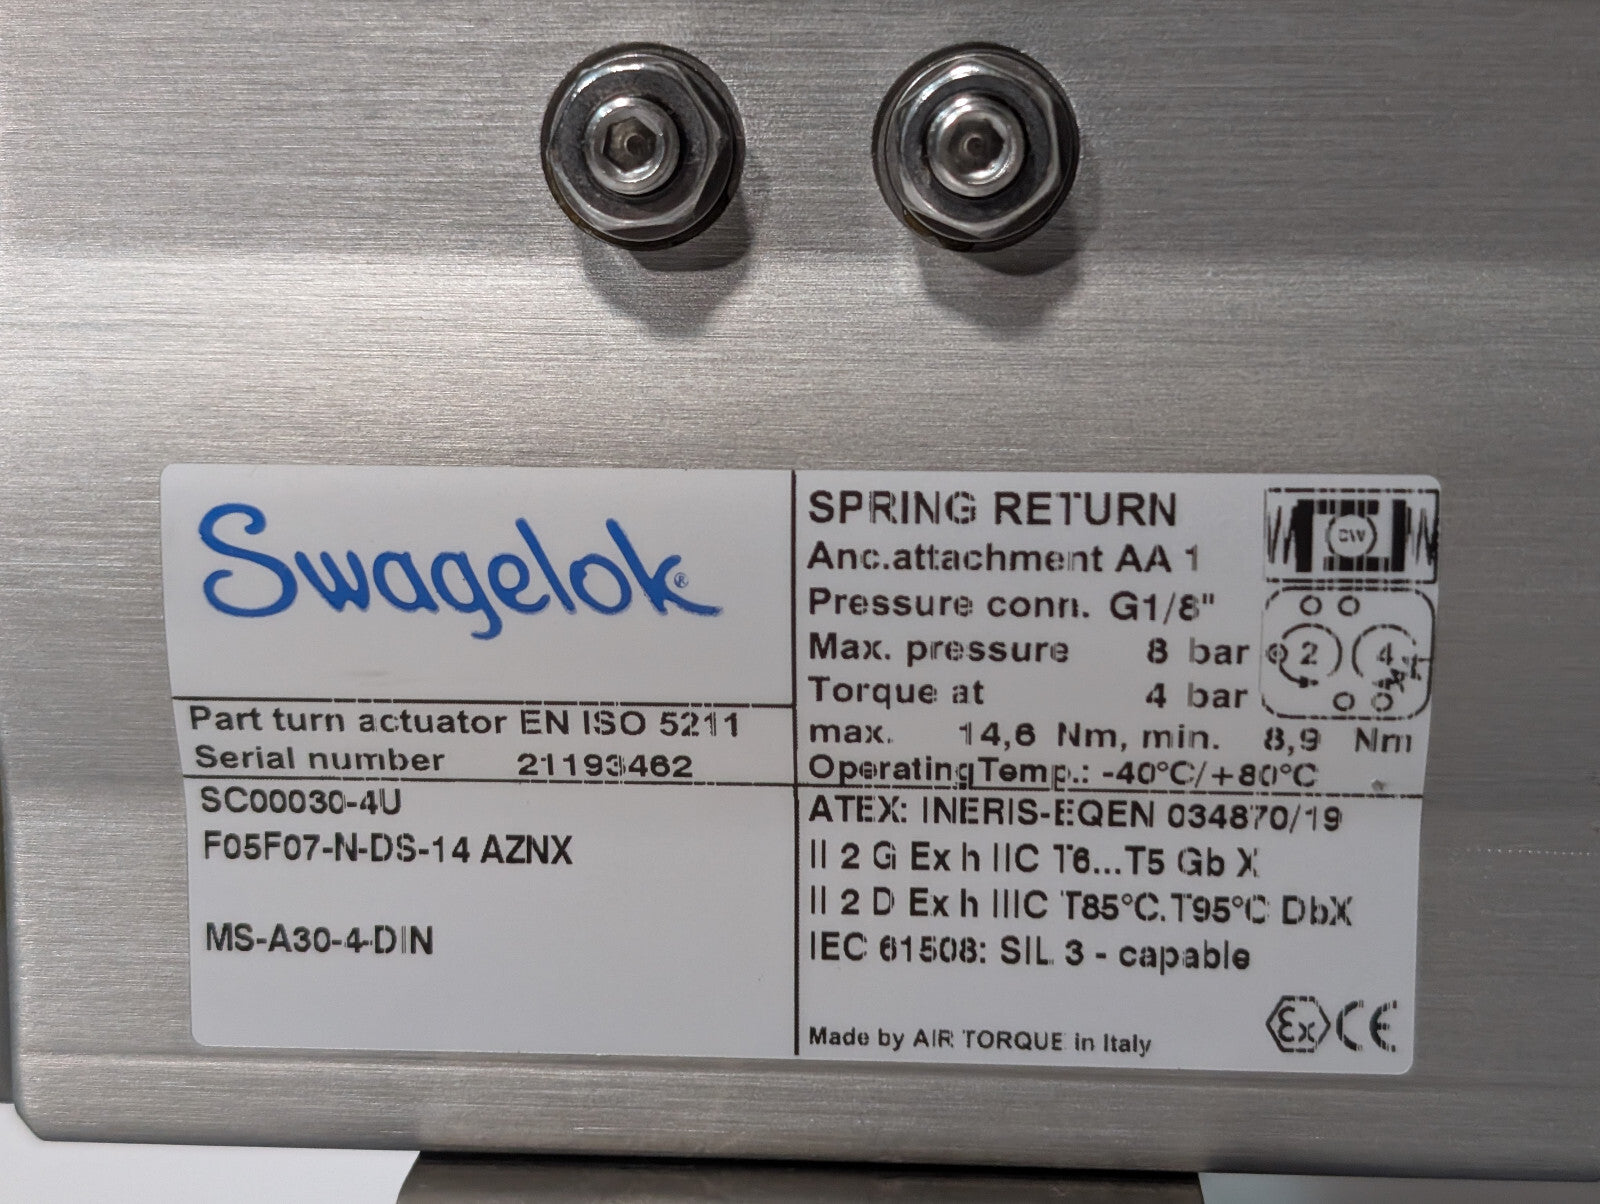 Swagelok®
Part turn actuator EN ISO 5211
Serial number 21193462
SC00030-4U
F05F07-N-DS-14 AZNX
MS-A30-4-DIN
SPRING RETURN
Anc.attachment AA 1
Pressure conn. G1/8"
Max. pressure 8 bar
Torque at 4 bar
max. 14,6 Nm, min. 8,9 Nm
Operating Temp.: -40°C/+80°C
CW
2 4
ATEX: INERIS-EQEN 034870/19
II 2 G Ex h IIC T6...T5 Gb X
II 2 D Ex h IIIC T85°C.T95°C DbX
IEC 61508: SIL 3 - capable
Made by AIR TORQUE in Italy
Ex CE